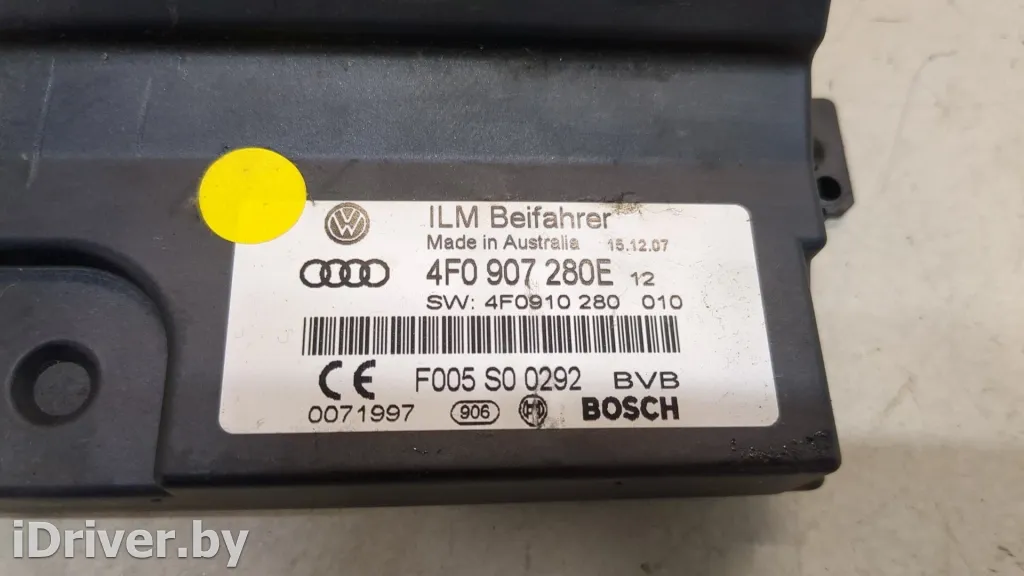 ILM Beifahrer
Made in Australia 15.12.07
4F0 907 280E 12
SW: 4F0910 280 010
CE F005 S0 0292 BVB
0071997 906 BOSCH
iDriver.by